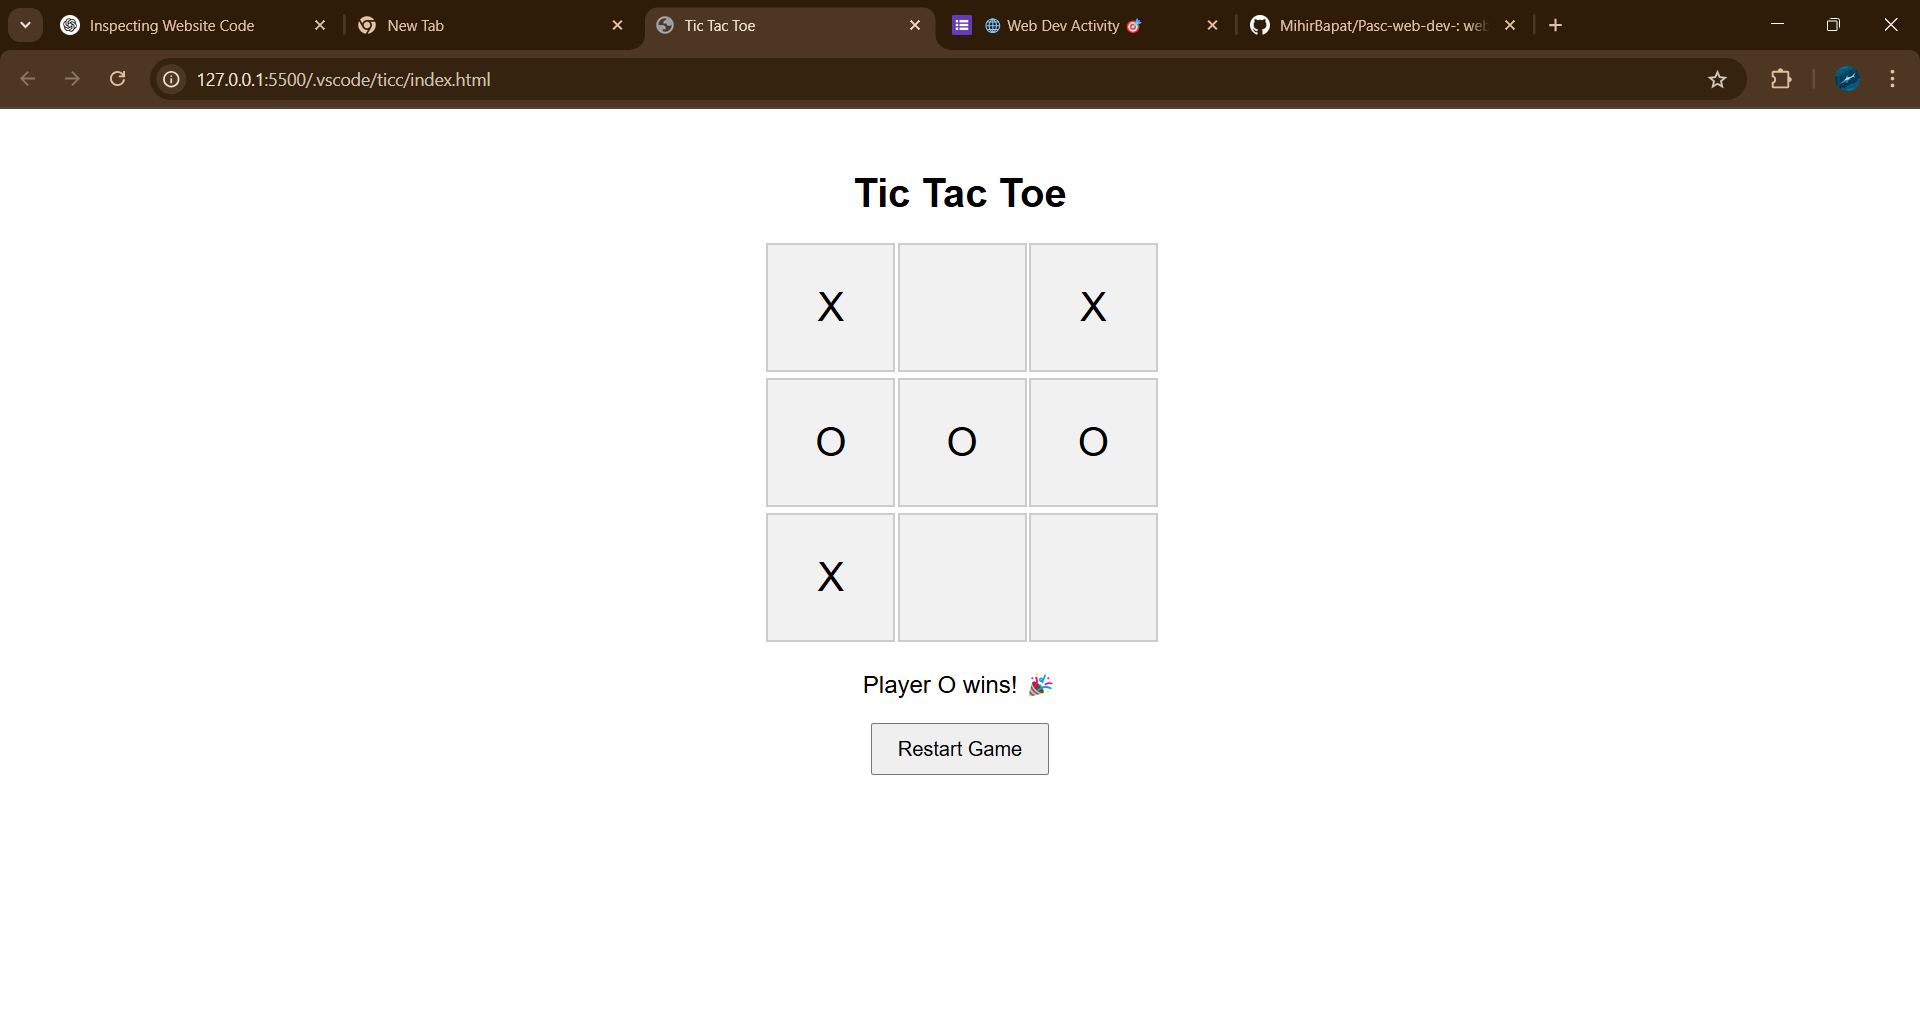 Inspecting Website Code
New Tab
Tic Tac Toe
🌐 Web Dev Activity 🎯
MihirBapat/Pasc-web-dev-: web
127.0.0.1:5500/.vscode/ticc/index.html
Tic Tac Toe
X X
O O O
X
Player O wins! 🎉
Restart Game